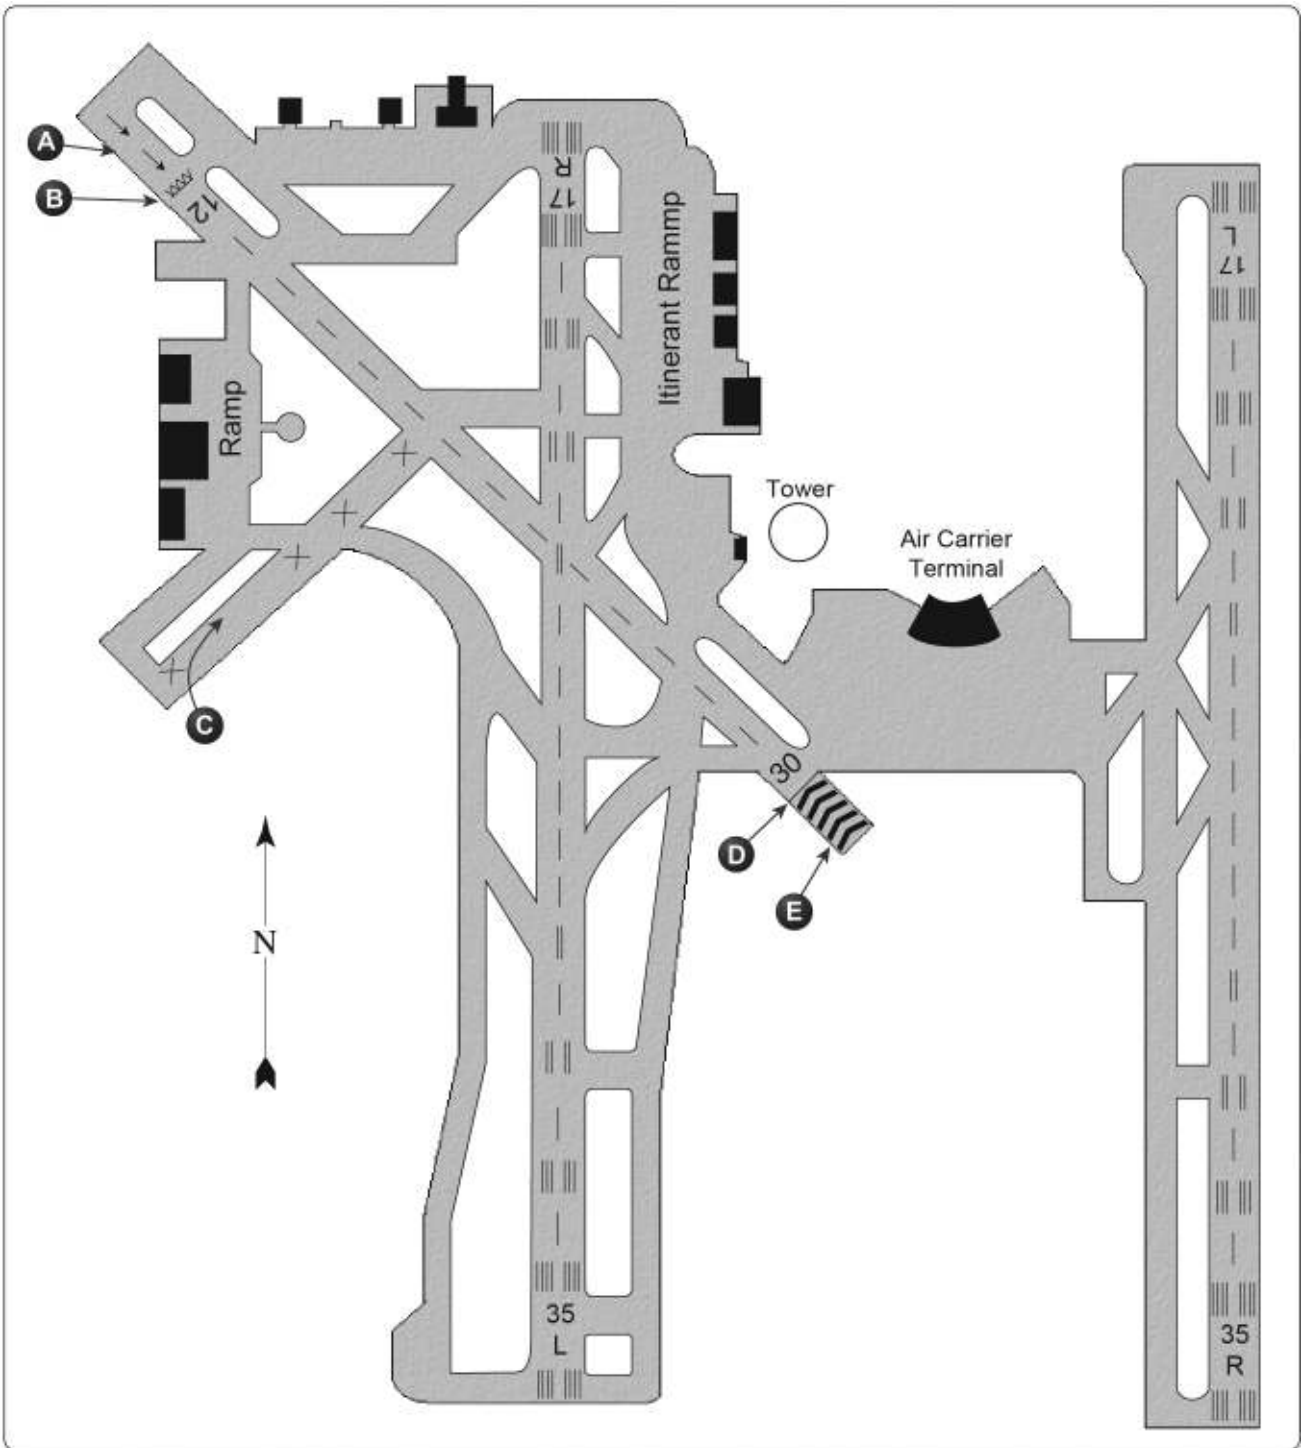 A
B
12
R
17
Itinerant Rammp
L
17
Ramp
Tower
Air Carrier
Terminal
C
30
D
E
N
35
L
35
R